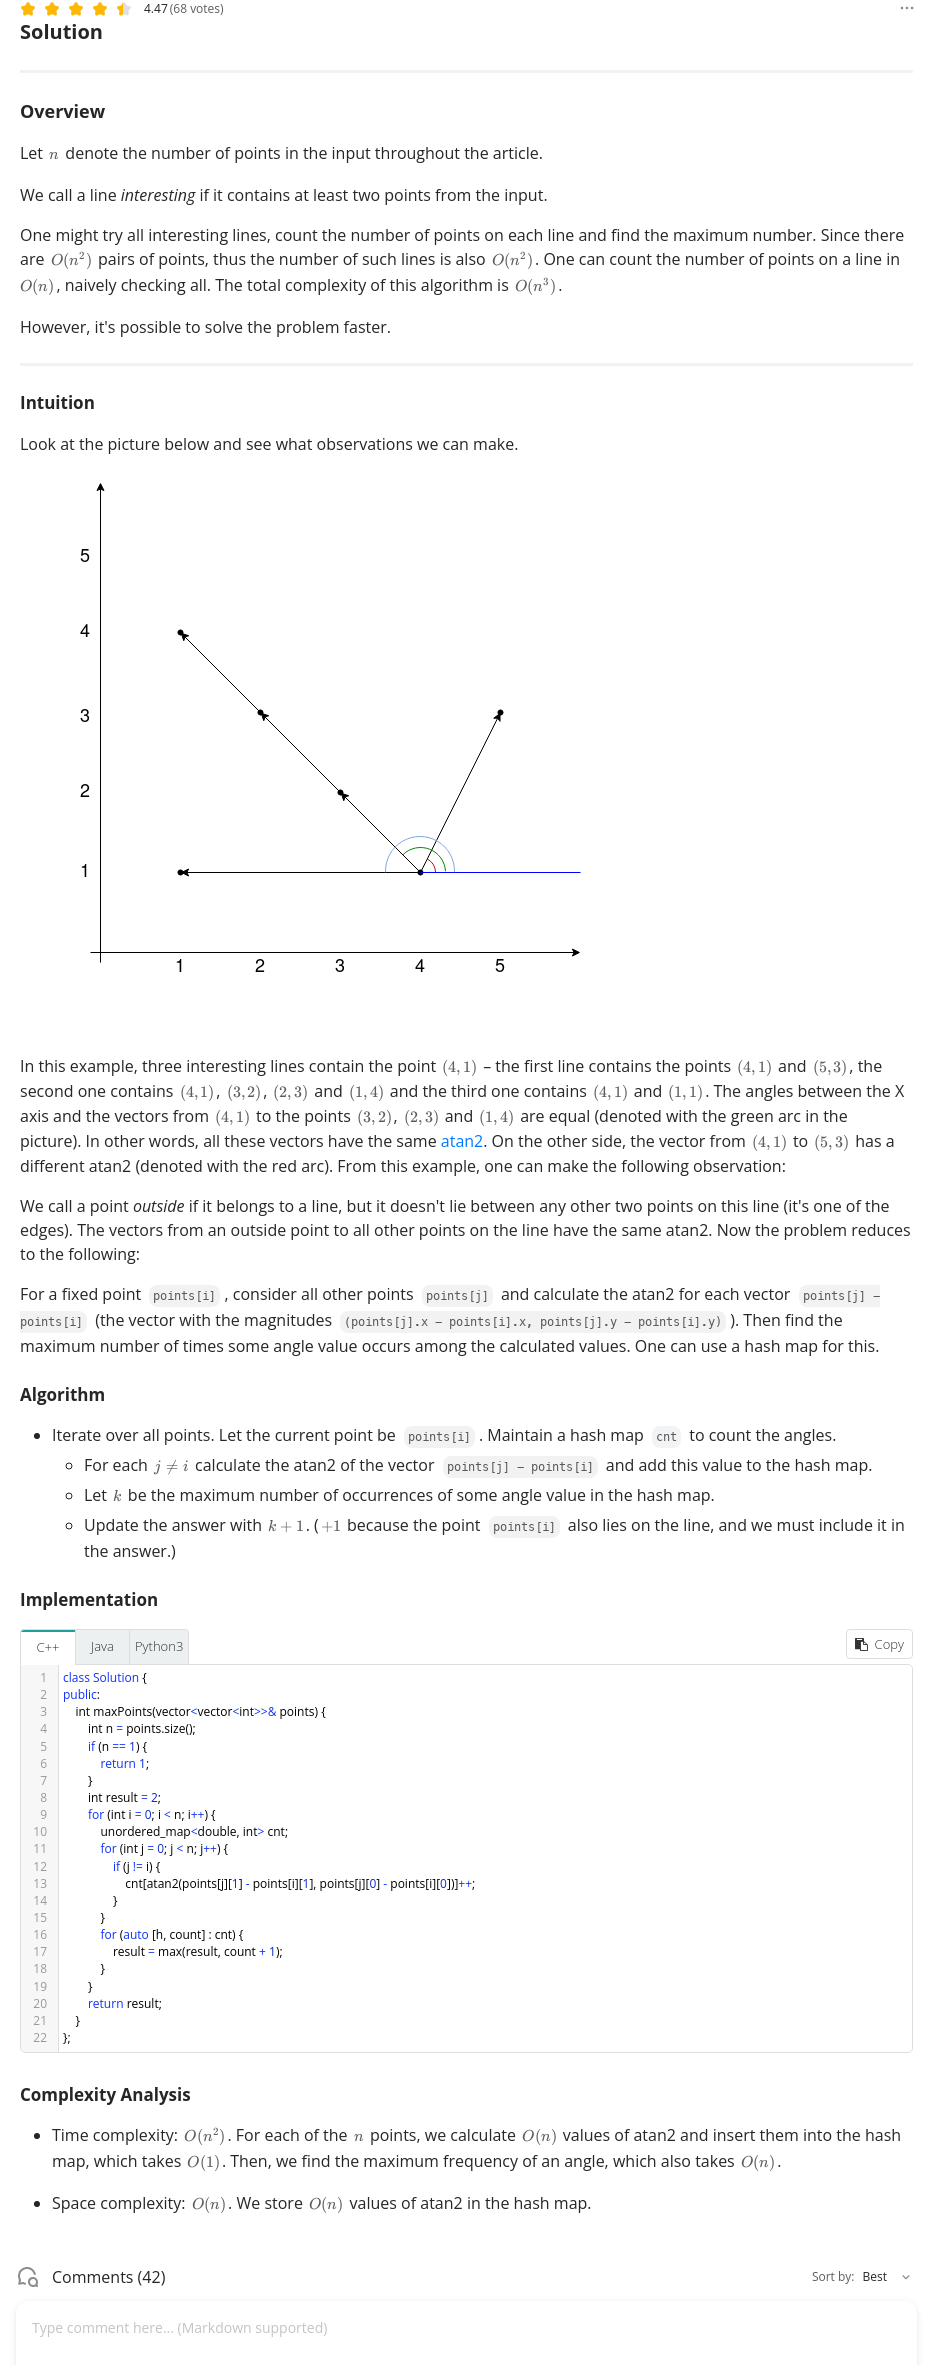 4.47 (68 votes)
...
Solution
Overview
Let n denote the number of points in the input throughout the article.
We call a line interesting if it contains at least two points from the input.
One might try all interesting lines, count the number of points on each line and find the maximum number. Since there
are O(n²) pairs of points, thus the number of such lines is also O(n²). One can count the number of points on a line in
O(n), naively checking all. The total complexity of this algorithm is O(n³).
However, it's possible to solve the problem faster.
Intuition
Look at the picture below and see what observations we can make.
5
4
3
2
1
1 2 3 4 5
In this example, three interesting lines contain the point (4,1) – the first line contains the points (4,1) and (5,3), the
second one contains (4,1), (3,2), (2,3) and (1,4) and the third one contains (4,1) and (1,1). The angles between the X
axis and the vectors from (4,1) to the points (3,2), (2,3) and (1,4) are equal (denoted with the green arc in the
picture). In other words, all these vectors have the same atan2. On the other side, the vector from (4,1) to (5,3) has a
different atan2 (denoted with the red arc). From this example, one can make the following observation:
We call a point outside if it belongs to a line, but it doesn't lie between any other two points on this line (it's one of the
edges). The vectors from an outside point to all other points on the line have the same atan2. Now the problem reduces
to the following:
For a fixed point points[i] , consider all other points points[j] and calculate the atan2 for each vector points[j] –
points[i] (the vector with the magnitudes (points[j].x – points[i].x, points[j].y – points[i].y) ). Then find the
maximum number of times some angle value occurs among the calculated values. One can use a hash map for this.
Algorithm
• Iterate over all points. Let the current point be points[i] . Maintain a hash map cnt to count the angles.
◦ For each j ≠ i calculate the atan2 of the vector points[j] – points[i] and add this value to the hash map.
◦ Let k be the maximum number of occurrences of some angle value in the hash map.
◦ Update the answer with k + 1. (+1 because the point points[i] also lies on the line, and we must include it in
the answer.)
Implementation
C++ Java Python3 Copy
1 class Solution {
2 public:
3 int maxPoints(vector<vector<int>>& points) {
4 int n = points.size();
5 if (n == 1) {
6 return 1;
7 }
8 int result = 2;
9 for (int i = 0; i < n; i++) {
10 unordered_map<double, int> cnt;
11 for (int j = 0; j < n; j++) {
12 if (j != i) {
13 cnt[atan2(points[j][1] - points[i][1], points[j][0] - points[i][0])]++;
14 }
15 }
16 for (auto [h, count] : cnt) {
17 result = max(result, count + 1);
18 }
19 }
20 return result;
21 }
22 };
Complexity Analysis
• Time complexity: O(n²). For each of the n points, we calculate O(n) values of atan2 and insert them into the hash
map, which takes O(1). Then, we find the maximum frequency of an angle, which also takes O(n).
• Space complexity: O(n). We store O(n) values of atan2 in the hash map.
Comments (42) Sort by: Best
Type comment here... (Markdown supported)